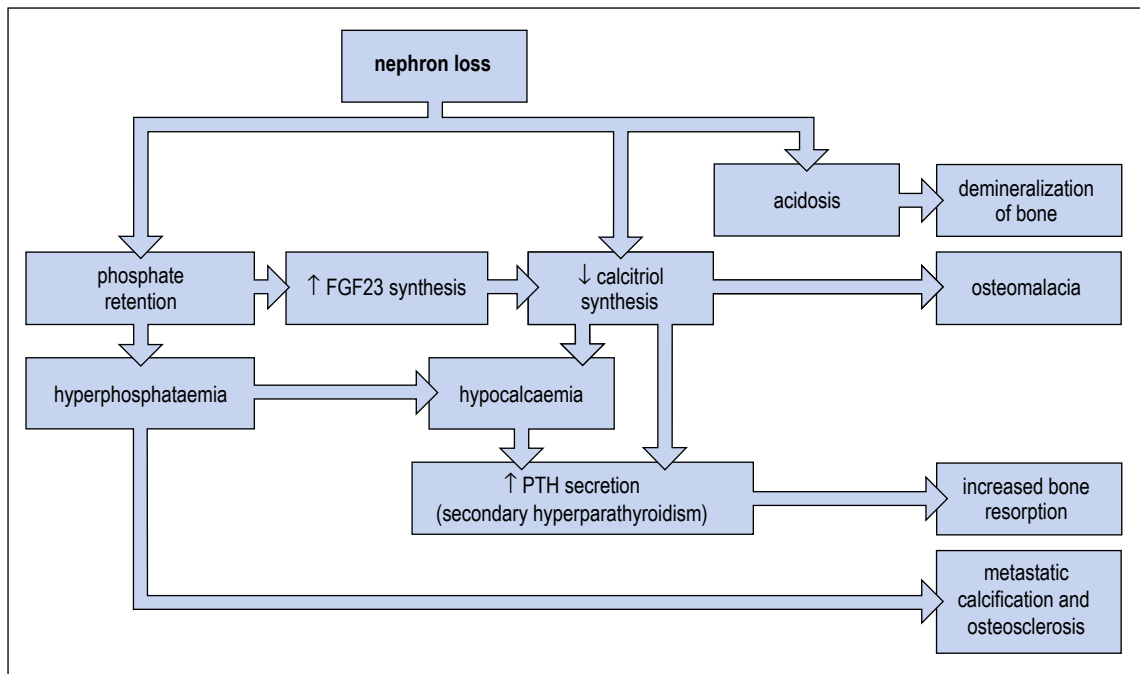 nephron loss
acidosis
demineralization
of bone
phosphate
retention
↑ FGF23 synthesis
↓ calcitriol
synthesis
osteomalacia
hyperphosphataemia
hypocalcaemia
↑ PTH secretion
(secondary hyperparathyroidism)
increased bone
resorption
metastatic
calcification and
osteosclerosis